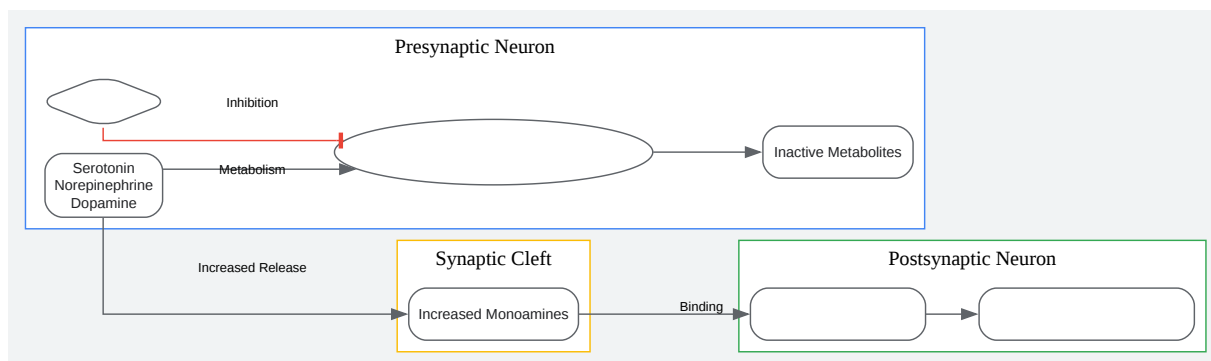 Presynaptic Neuron
Inhibition
Serotonin
Norepinephrine
Dopamine
Metabolism
Inactive Metabolites
Increased Release
Synaptic Cleft
Increased Monoamines
Binding
Postsynaptic Neuron